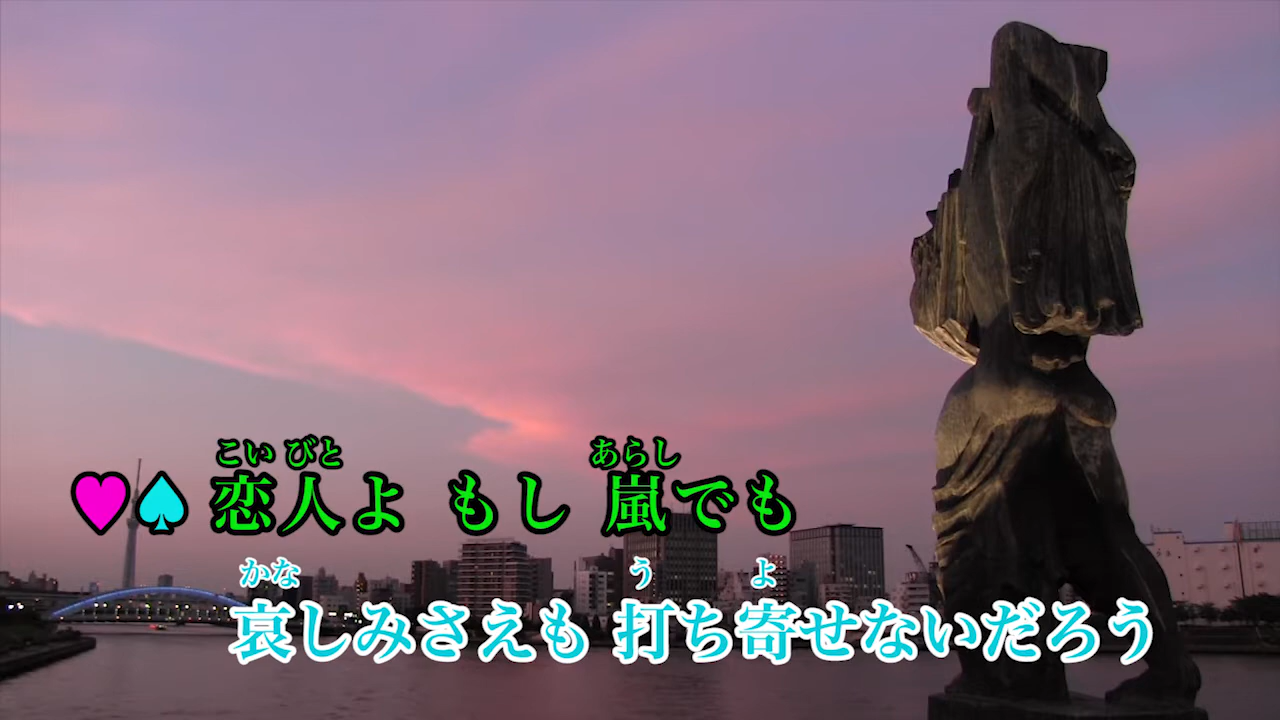 こい びと あらし
♥♠ 恋人よ もし 嵐でも
かな う よ
哀しみさえも 打ち寄せないだろう